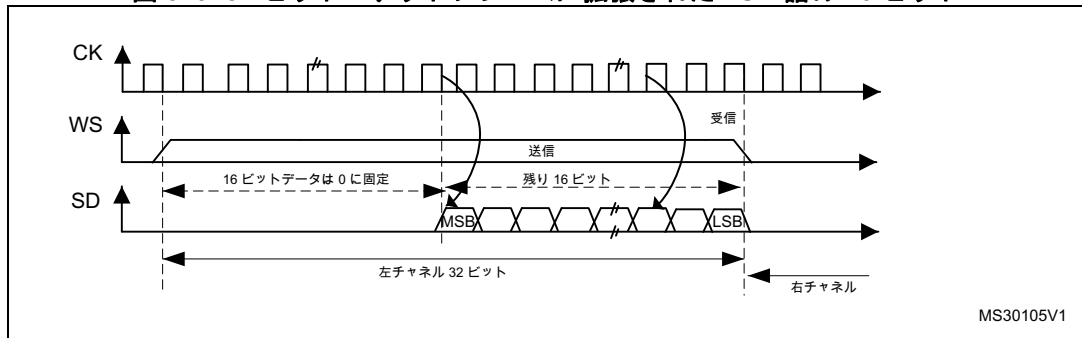 CK
受信
WS
送信
16 ビットデータは 0 に固定
残り 16 ビット
SD
MSB
LSB
左チャネル 32 ビット
右チャネル
MS30105V1